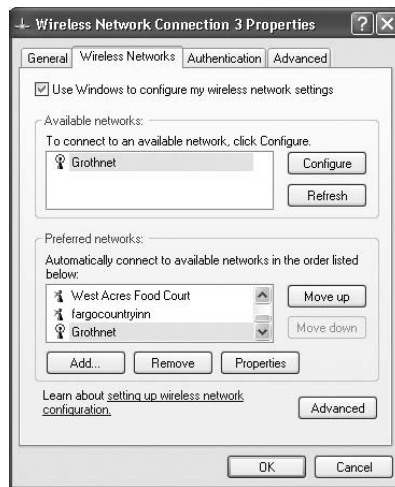 Wireless Network Connection 3 Properties
General Wireless Networks Authentication Advanced
Use Windows to configure my wireless network settings
Available networks:
To connect to an available network, click Configure.
Grothnet
Configure
Refresh
Preferred networks:
Automatically connect to available networks in the order listed
below:
West Acres Food Court
fargocountryinn
Grothnet
Move up
Move down
Add... Remove Properties
Learn about setting up wireless network
configuration.
Advanced
OK Cancel